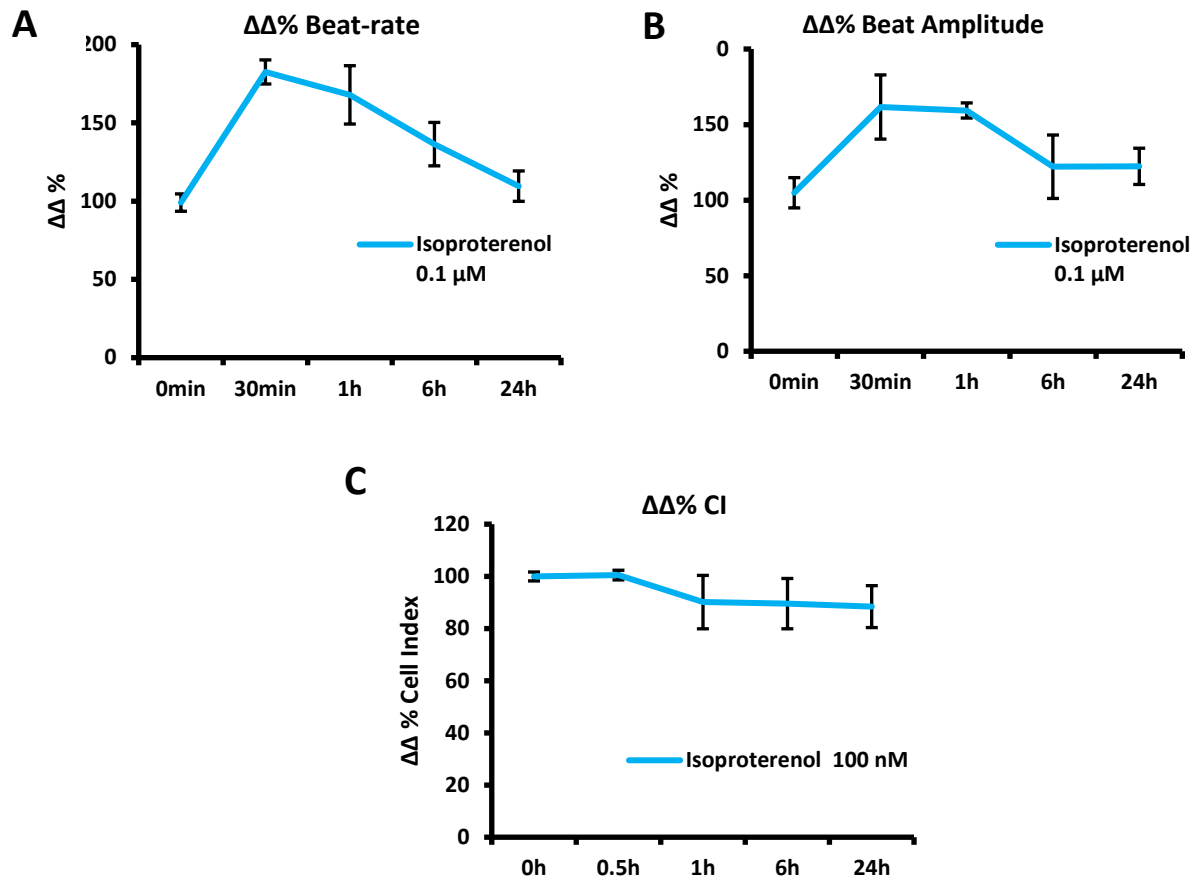 A
ΔΔ% Beat-rate
200
150
100
50
0
ΔΔ %
0min 30min 1h 6h 24h
Isoproterenol
0.1 µM
B
ΔΔ% Beat Amplitude
0
150
100
50
0
ΔΔ %
0min 30min 1h 6h 24h
Isoproterenol
0.1 µM
C
ΔΔ% CI
120
100
80
60
40
20
0
ΔΔ % Cell Index
0h 0.5h 1h 6h 24h
Isoproterenol 100 nM